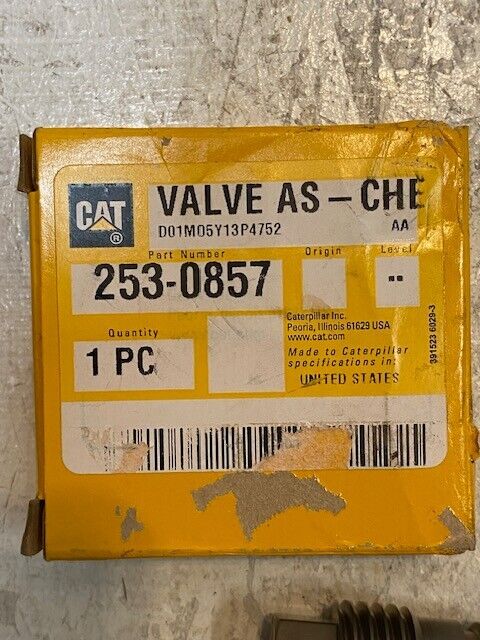 CAT®
VALVE AS-CHE
D01M05Y13P4752 AA
Part Number Origin Level
253-0857 --
Caterpillar Inc.
Peoria, Illinois 61629 USA
www.cat.com
Quantity
1 PC
Made to Caterpillar
specifications in:
UNITED STATES
391523 6029-3